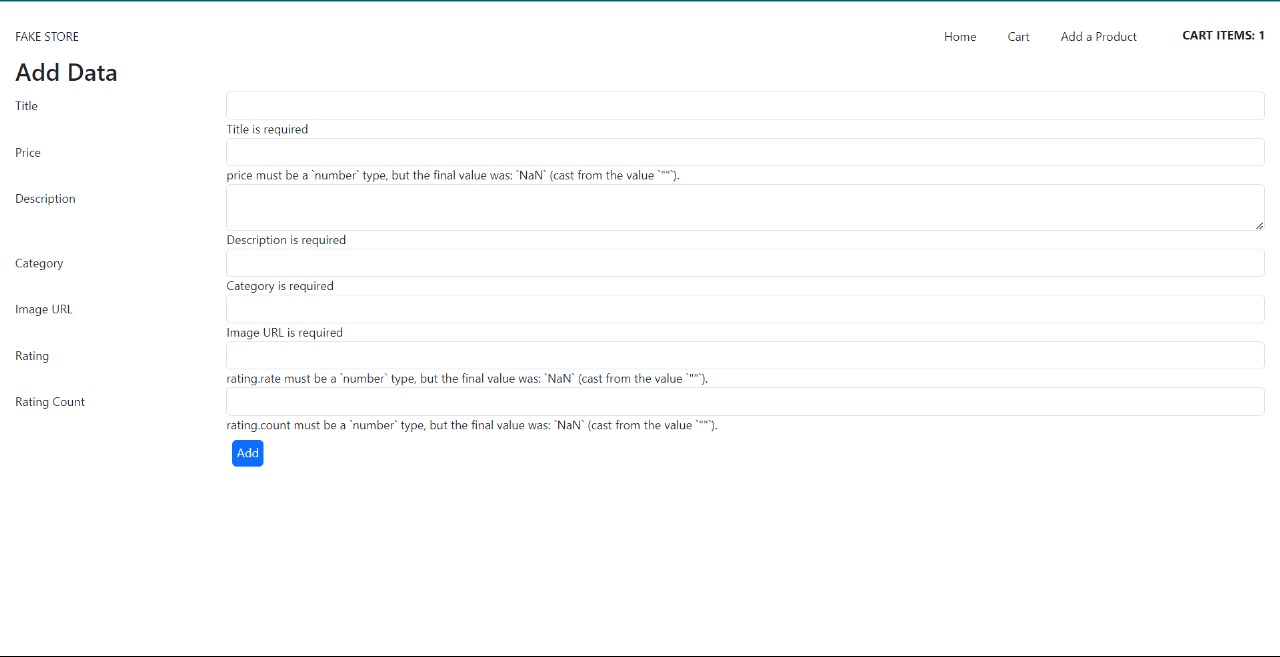 FAKE STORE Home Cart Add a Product CART ITEMS: 1
Add Data
Title
Title is required
Price
price must be a `number` type, but the final value was: `NaN` (cast from the value `""`).
Description
Description is required
Category
Category is required
Image URL
Image URL is required
Rating
rating.rate must be a `number` type, but the final value was: `NaN` (cast from the value `""`).
Rating Count
rating.count must be a `number` type, but the final value was: `NaN` (cast from the value `""`).
Add